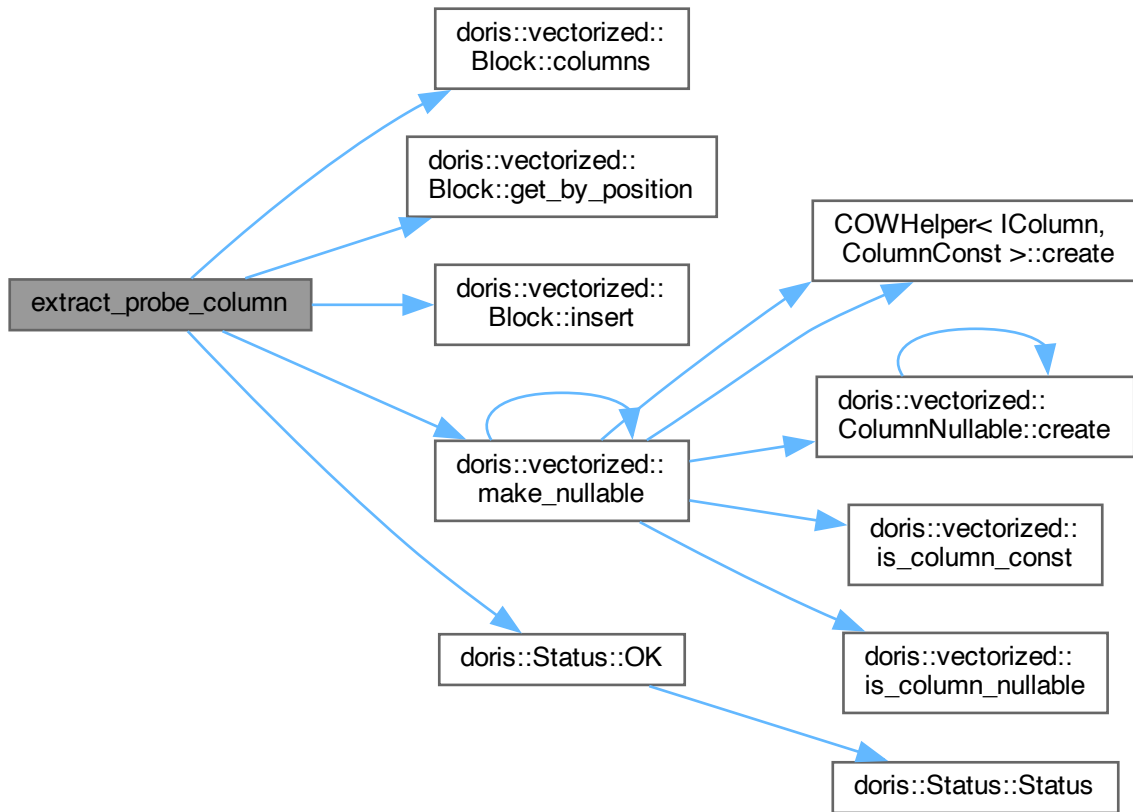 doris::vectorized::
Block::columns
doris::vectorized::
Block::get_by_position
COWHelper< IColumn,
ColumnConst >::create
extract_probe_column
doris::vectorized::
Block::insert
doris::vectorized::
ColumnNullable::create
doris::vectorized::
make_nullable
doris::vectorized::
is_column_const
doris::Status::OK
doris::vectorized::
is_column_nullable
doris::Status::Status